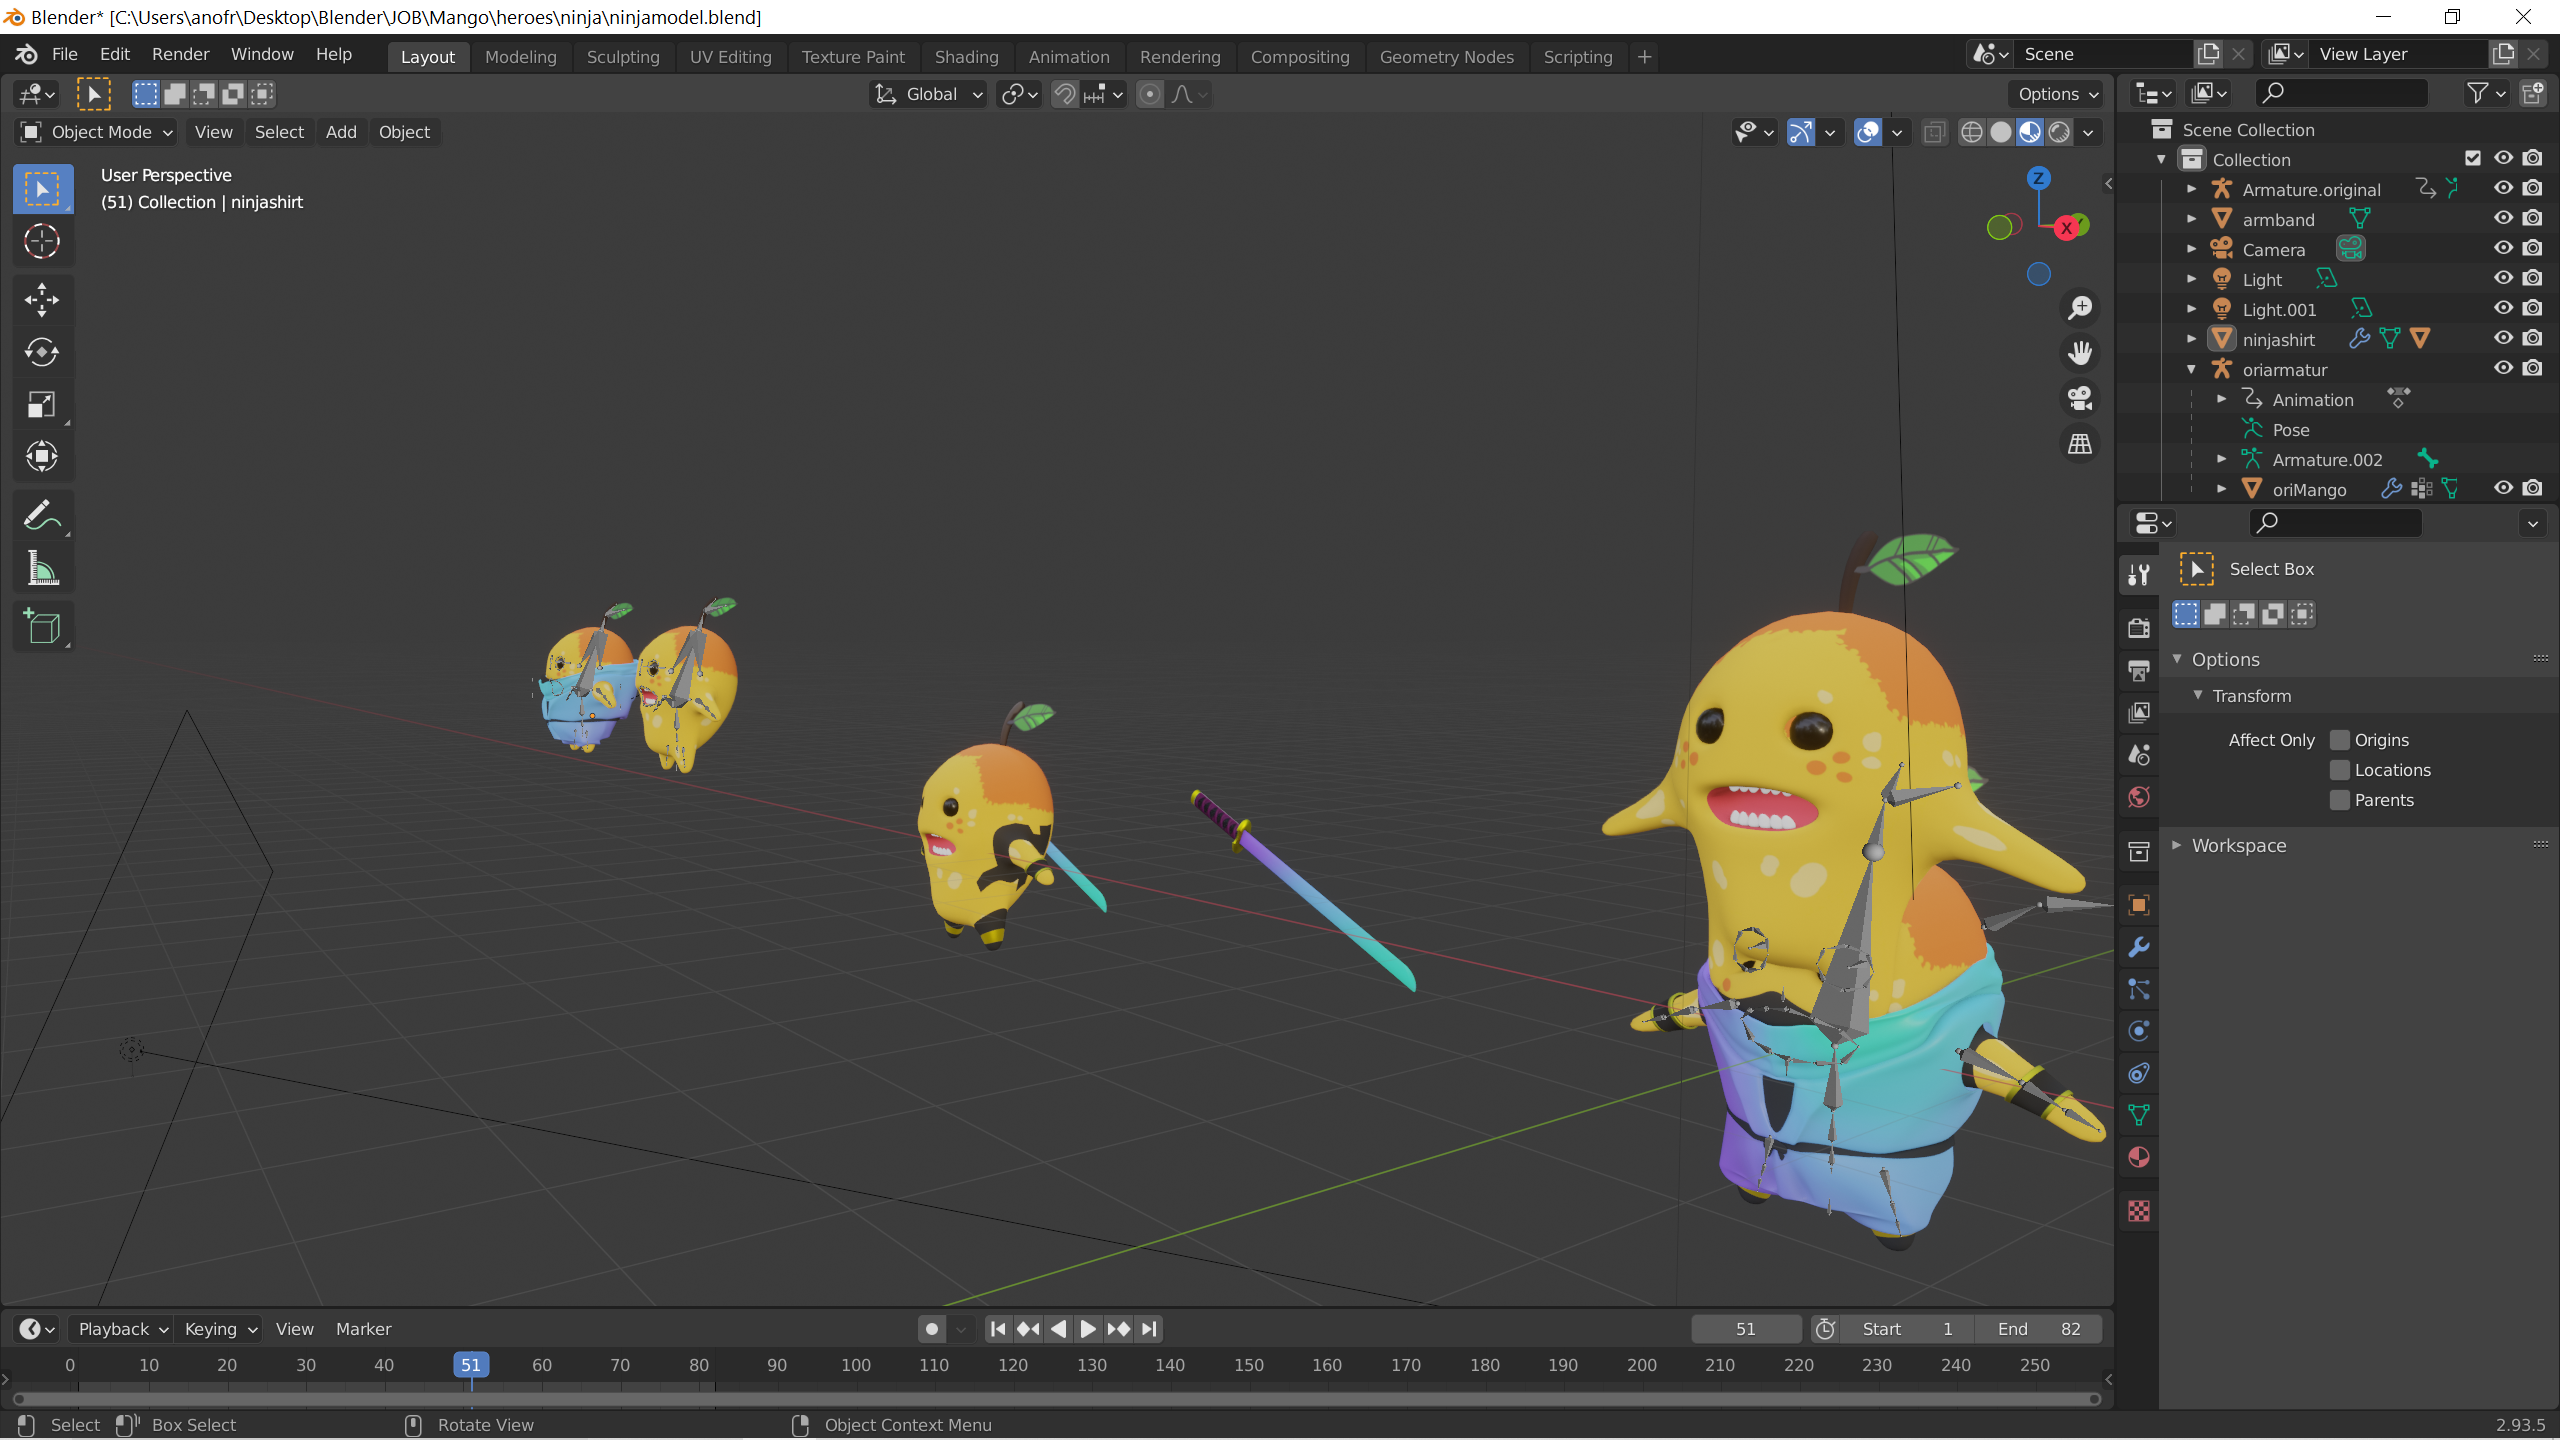 Blender* [C:\Users\anofr\Desktop\Blender\JOB\Mango\heroes\ninja\ninjamodel.blend]
File Edit Render Window Help Layout Modeling Sculpting UV Editing Texture Paint Shading Animation Rendering Compositing Geometry Nodes Scripting + Scene View Layer
Global Options
Object Mode View Select Add Object
User Perspective
(51) Collection | ninjashirt
Z
X
Scene Collection
Collection
Armature.original
armband
Camera
Light
Light.001
ninjashirt
oriarmatur
Animation
Pose
Armature.002
oriMango
Select Box
Options
Transform
Affect Only Origins
Locations
Parents
Workspace
Playback Keying View Marker 51 Start 1 End 82
0 10 20 30 40 51 60 70 80 90 100 110 120 130 140 150 160 170 180 190 200 210 220 230 240 250
Select Box Select Rotate View Object Context Menu 2.93.5